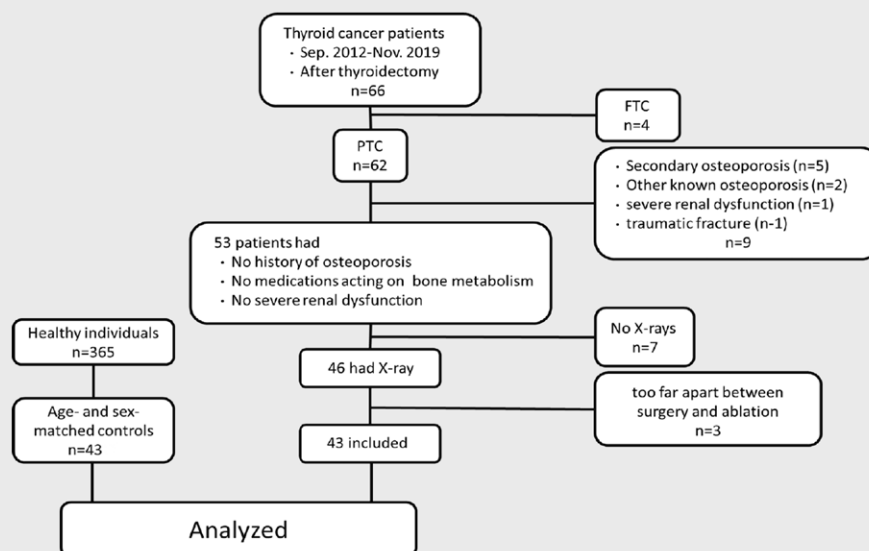 Thyroid cancer patients
・ Sep. 2012-Nov. 2019
・ After thyroidectomy
n=66
FTC
n=4
PTC
n=62
・ Secondary osteoporosis (n=5)
・ Other known osteoporosis (n=2)
・ severe renal dysfunction (n=1)
・ traumatic fracture (n-1)
n=9
53 patients had
・ No history of osteoporosis
・ No medications acting on bone metabolism
・ No severe renal dysfunction
Healthy individuals
n=365
No X-rays
n=7
46 had X-ray
Age- and sex-
matched controls
n=43
too far apart between
surgery and ablation
n=3
43 included
Analyzed